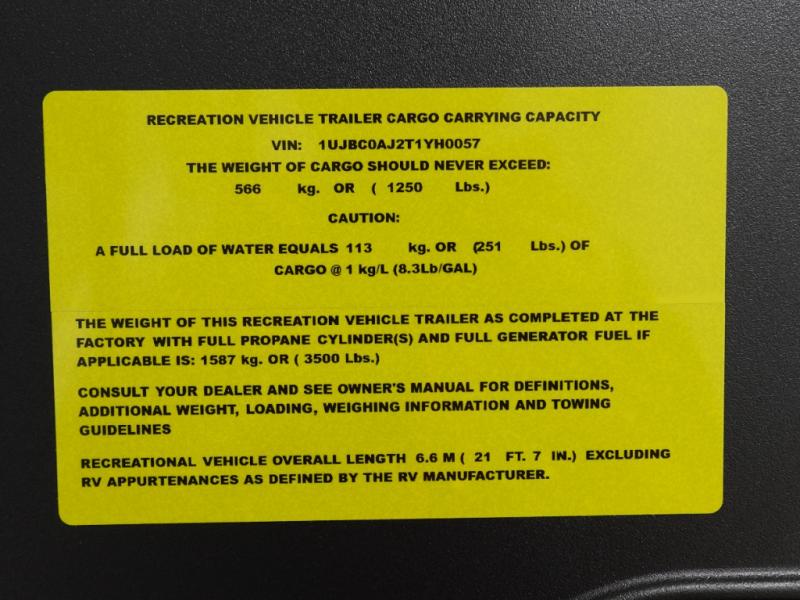 RECREATION VEHICLE TRAILER CARGO CARRYING CAPACITY
VIN: 1UJBC0AJ2T1YH0057
THE WEIGHT OF CARGO SHOULD NEVER EXCEED:
566 kg. OR ( 1250 Lbs.)
CAUTION:
A FULL LOAD OF WATER EQUALS 113 kg. OR (251 Lbs.) OF
CARGO @ 1 kg/L (8.3Lb/GAL)
THE WEIGHT OF THIS RECREATION VEHICLE TRAILER AS COMPLETED AT THE
FACTORY WITH FULL PROPANE CYLINDER(S) AND FULL GENERATOR FUEL IF
APPLICABLE IS: 1587 kg. OR ( 3500 Lbs.)
CONSULT YOUR DEALER AND SEE OWNER'S MANUAL FOR DEFINITIONS,
ADDITIONAL WEIGHT, LOADING, WEIGHING INFORMATION AND TOWING
GUIDELINES
RECREATIONAL VEHICLE OVERALL LENGTH 6.6 M ( 21 FT. 7 IN.) EXCLUDING
RV APPURTENANCES AS DEFINED BY THE RV MANUFACTURER.